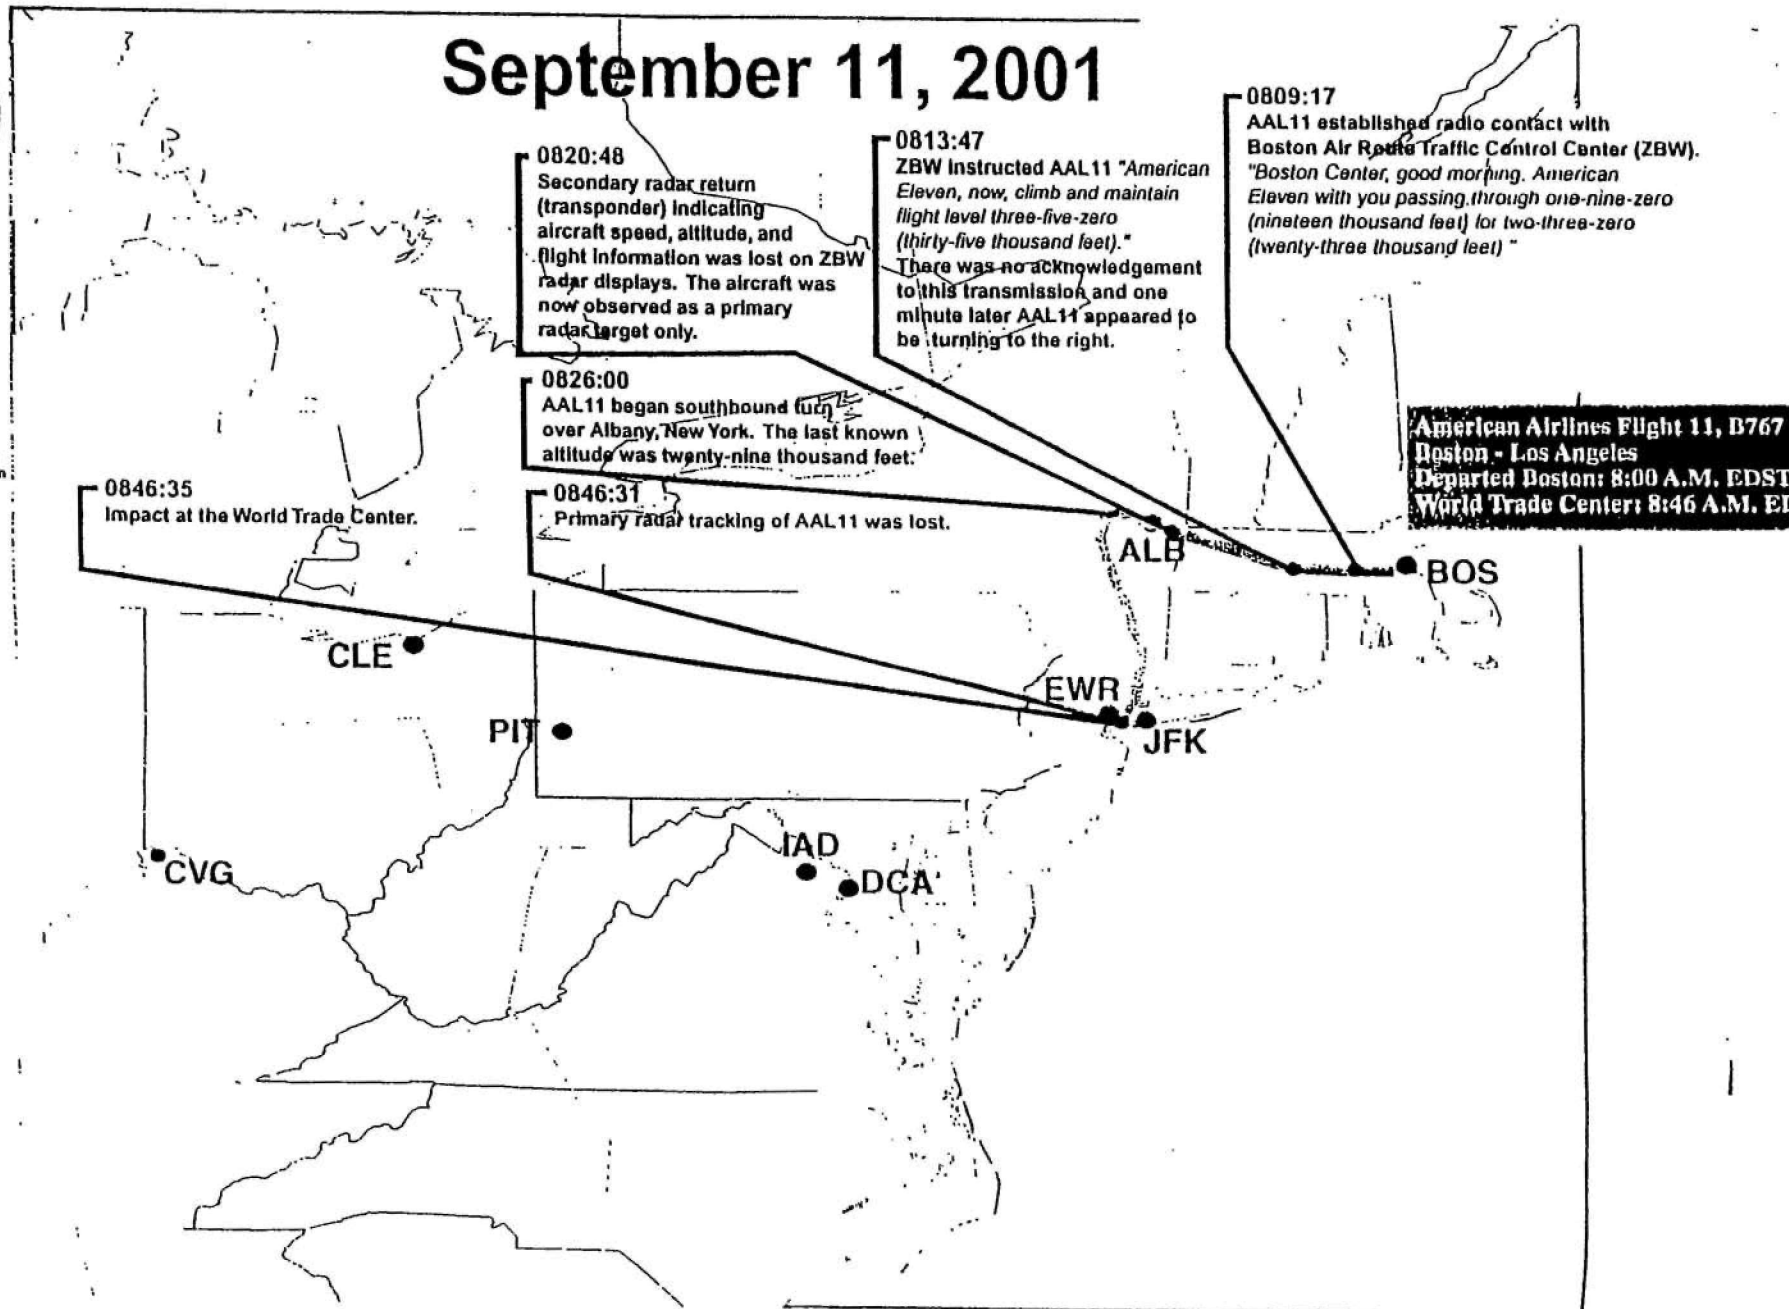 September 11, 2001
0809:17
AAL11 established radio contact with
Boston Air Route Traffic Control Center (ZBW).
"Boston Center, good morning. American
Eleven with you passing through one-nine-zero
(nineteen thousand feet) for two-three-zero
(twenty-three thousand feet) "
0813:47
ZBW instructed AAL11 "American
Eleven, now, climb and maintain
flight level three-five-zero
(thirty-five thousand feet)."
There was no acknowledgement
to this transmission and one
minute later AAL11 appeared to
be turning to the right.
0820:48
Secondary radar return
(transponder) indicating
aircraft speed, altitude, and
flight information was lost on ZBW
radar displays. The aircraft was
now observed as a primary
radar target only.
0826:00
AAL11 began southbound turn
over Albany, New York. The last known
altitude was twenty-nine thousand feet.
0846:35
Impact at the World Trade Center.
0846:31
Primary radar tracking of AAL11 was lost.
American Airlines Flight 11, B767
Boston - Los Angeles
Departed Boston: 8:00 A.M. EDST
World Trade Center: 8:46 A.M.
ALB
BOS
CLE
EWR
PIT
JFK
IAD
CVG
DCA